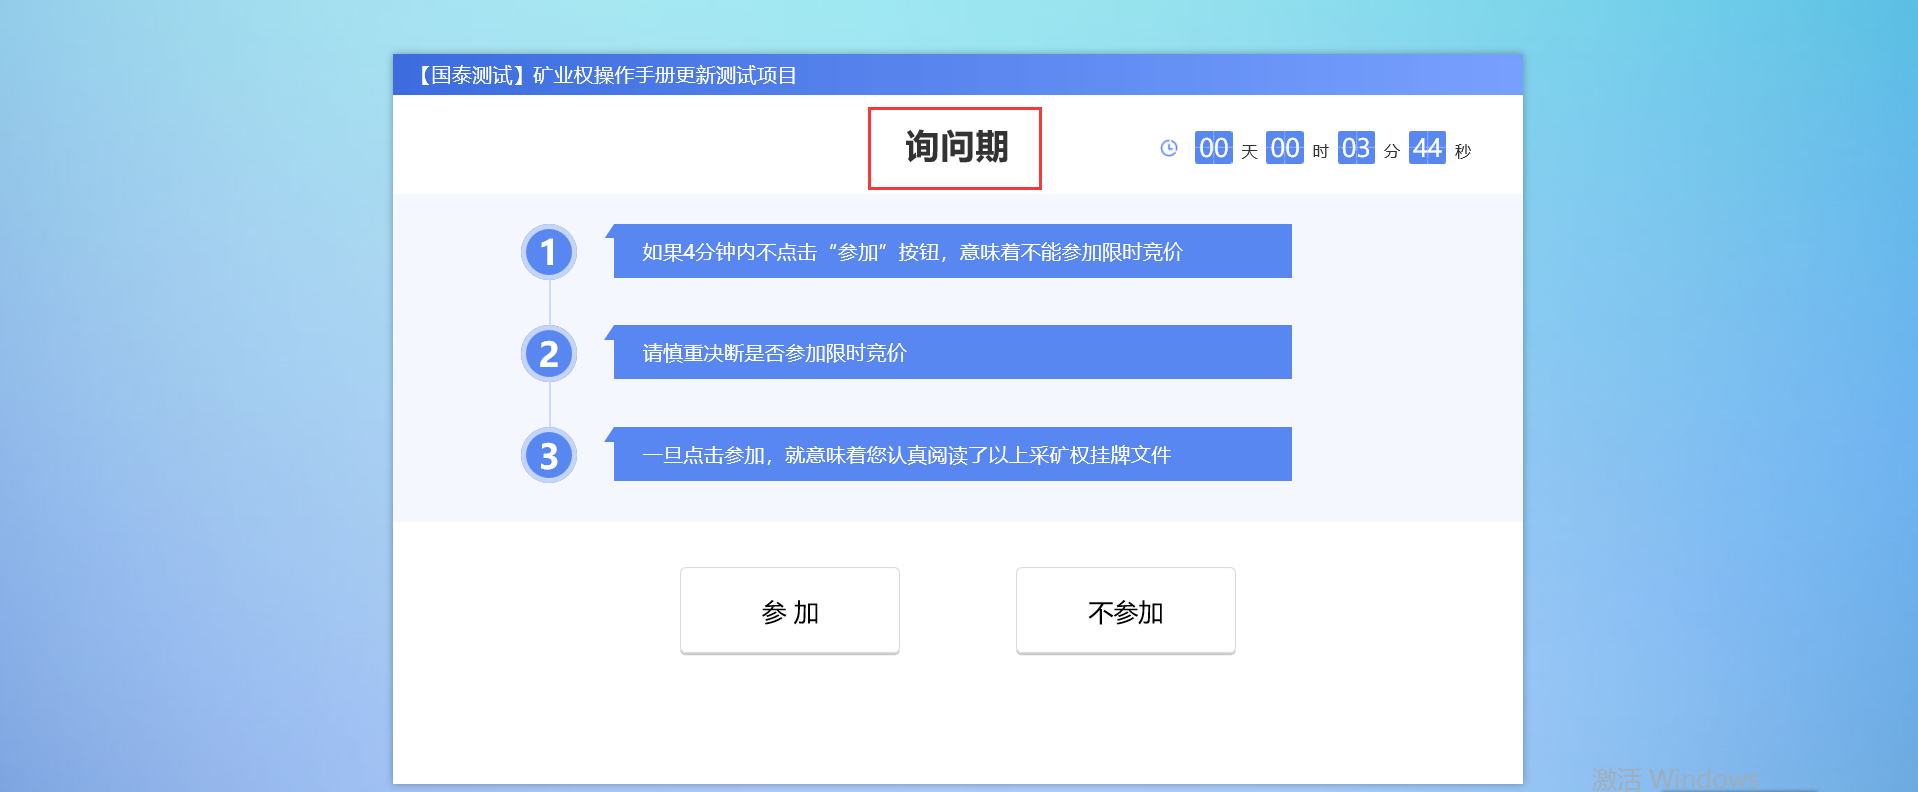 【国泰测试】矿业权操作手册更新测试项目
询问期
00 天 00 时 03 分 44 秒
1 如果4分钟内不点击“参加”按钮，意味着不能参加限时竞价
2 请慎重决断是否参加限时竞价
3 一旦点击参加，就意味着您认真阅读了以上采矿权挂牌文件
参 加 不参加
激活 Windows